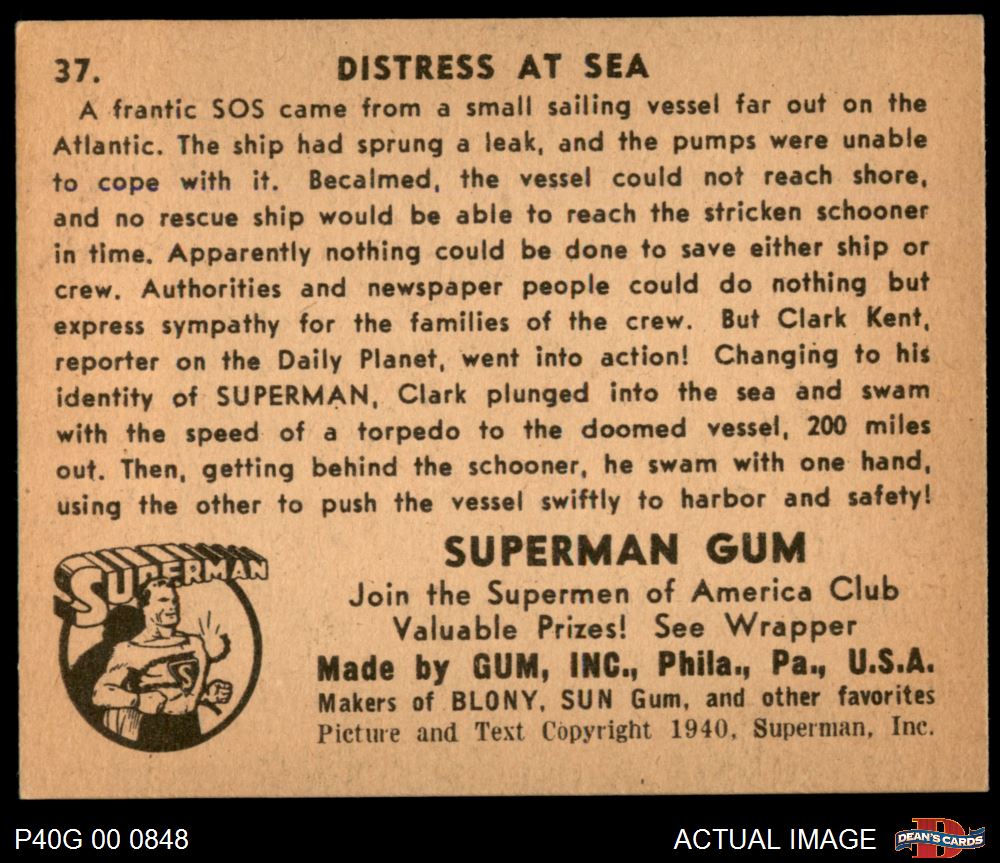 37. DISTRESS AT SEA
A frantic SOS came from a small sailing vessel far out on the
Atlantic. The ship had sprung a leak, and the pumps were unable
to cope with it. Becalmed, the vessel could not reach shore,
and no rescue ship would be able to reach the stricken schooner
in time. Apparently nothing could be done to save either ship or
crew. Authorities and newspaper people could do nothing but
express sympathy for the families of the crew. But Clark Kent,
reporter on the Daily Planet, went into action! Changing to his
identity of SUPERMAN, Clark plunged into the sea and swam
with the speed of a torpedo to the doomed vessel, 200 miles
out. Then, getting behind the schooner, he swam with one hand,
using the other to push the vessel swiftly to harbor and safety!
SUPERMAN
S
SUPERMAN GUM
Join the Supermen of America Club
Valuable Prizes! See Wrapper
Made by GUM, INC., Phila., Pa., U.S.A.
Makers of BLONY, SUN Gum, and other favorites
Picture and Text Copyright 1940, Superman, Inc.
P40G 00 0848
ACTUAL IMAGE
D
DEAN'S CARDS